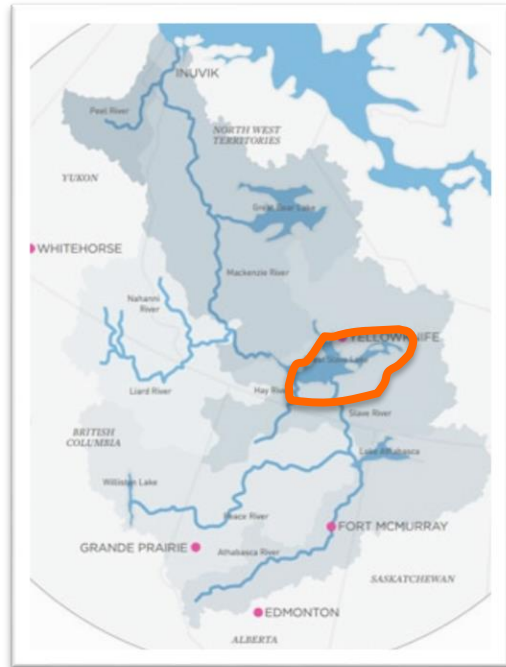 INUVIK
Peel River
NORTH WEST
TERRITORIES
YUKON
Great Bear Lake
WHITEHORSE
Mackenzie River
Nahanni
River
YELLOWKNIFE
Slave Lake
Hay River
Liard River
Slave River
BRITISH
COLUMBIA
Lake Athabasca
Williston Lake
Peace River
FORT MCMURRAY
GRANDE PRAIRIE
Athabasca River
SASKATCHEWAN
EDMONTON
ALBERTA